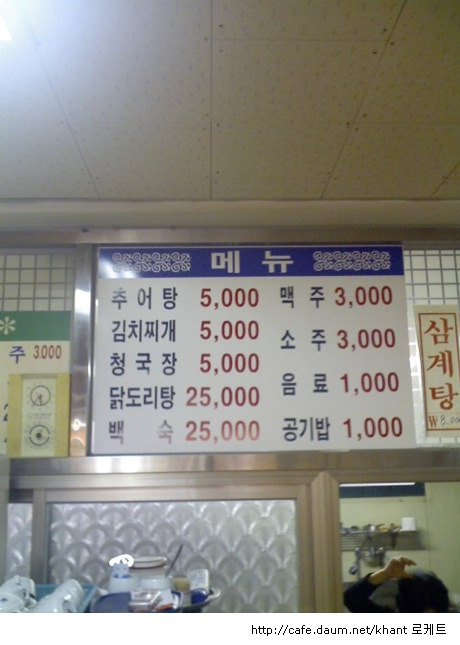 메 뉴
추 어 탕 5,000
김치찌개 5,000
청 국 장 5,000
닭도리탕 25,000
백 숙 25,000
맥 주 3,000
소 주 3,000
음 료 1,000
공기밥 1,000
주 3000
삼계탕
₩8,000
http://cafe.daum.net/khant 로케트